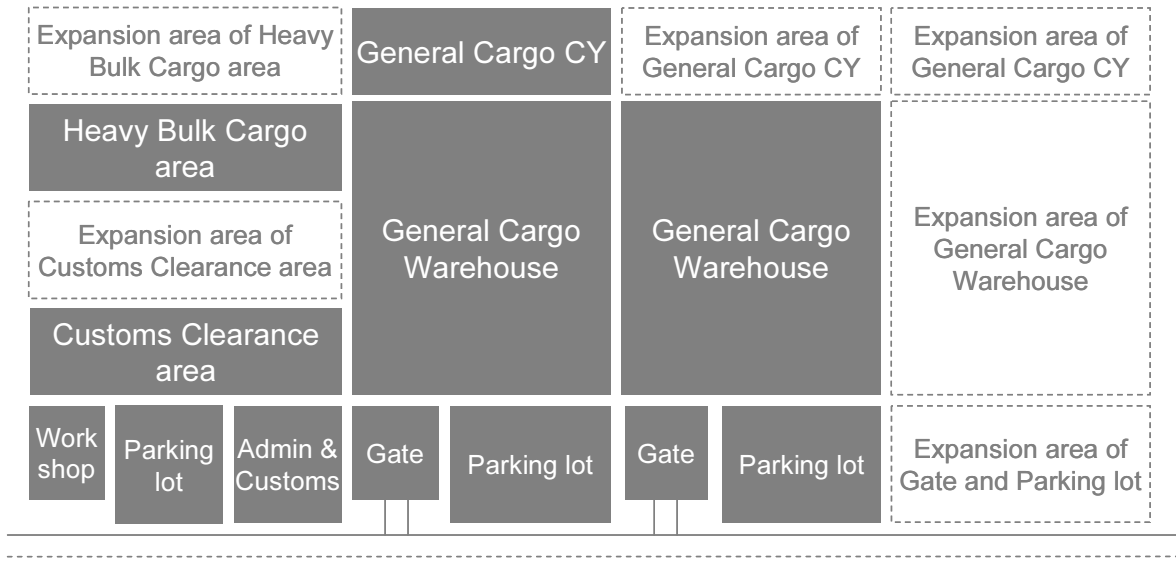 Expansion area of Heavy
Bulk Cargo area
General Cargo CY
Expansion area of
General Cargo CY
Expansion area of
General Cargo CY
Heavy Bulk Cargo
area
Expansion area of
Customs Clearance area
Customs Clearance
area
General Cargo
Warehouse
General Cargo
Warehouse
Expansion area of
General Cargo
Warehouse
Work
shop
Parking
lot
Admin &
Customs
Gate
Parking lot
Gate
Parking lot
Expansion area of
Gate and Parking lot